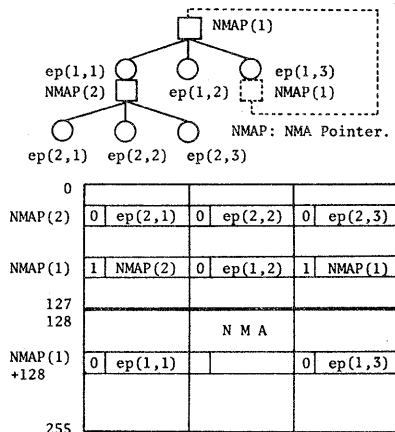 NMAP(1)
ep(1,1) ep(1,3)
NMAP(2) ep(1,2) NMAP(1)
NMAP: NMA Pointer.
ep(2,1) ep(2,2) ep(2,3)
0
NMAP(2) 0 ep(2,1) 0 ep(2,2) 0 ep(2,3)
NMAP(1) 1 NMAP(2) 0 ep(1,2) 1 NMAP(1)
127
128
N M A
NMAP(1) 0 ep(1,1) 0 ep(1,3)
+128
255